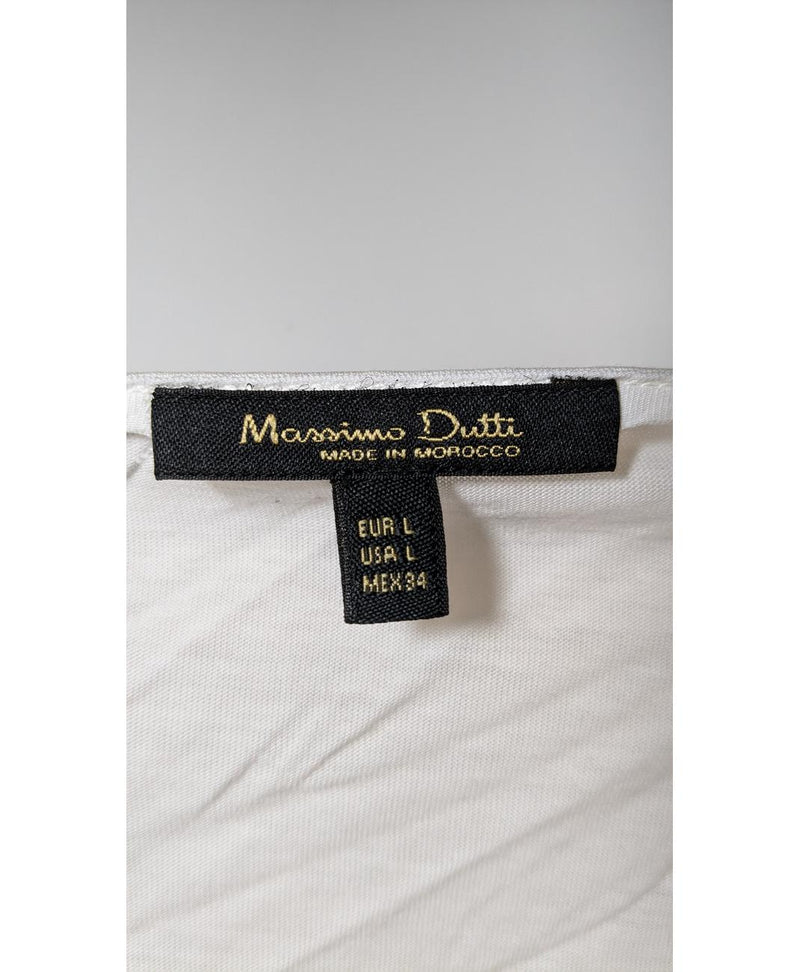 Massimo Dutti
MADE IN MOROCCO
EUR L
USA L
MEX 34